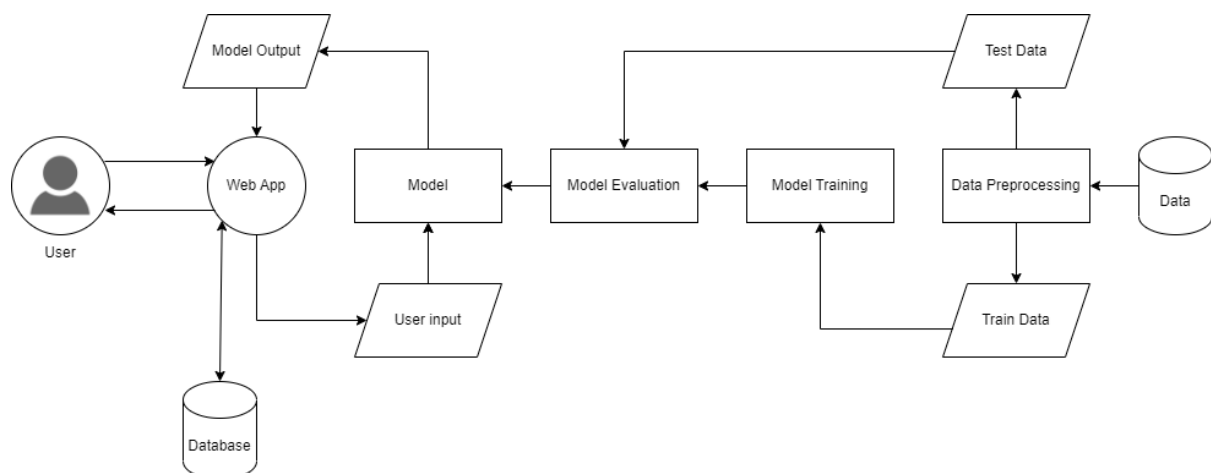 Model Output
Test Data
Web App
Model
Model Evaluation
Model Training
Data Preprocessing
Data
User
User input
Train Data
Database